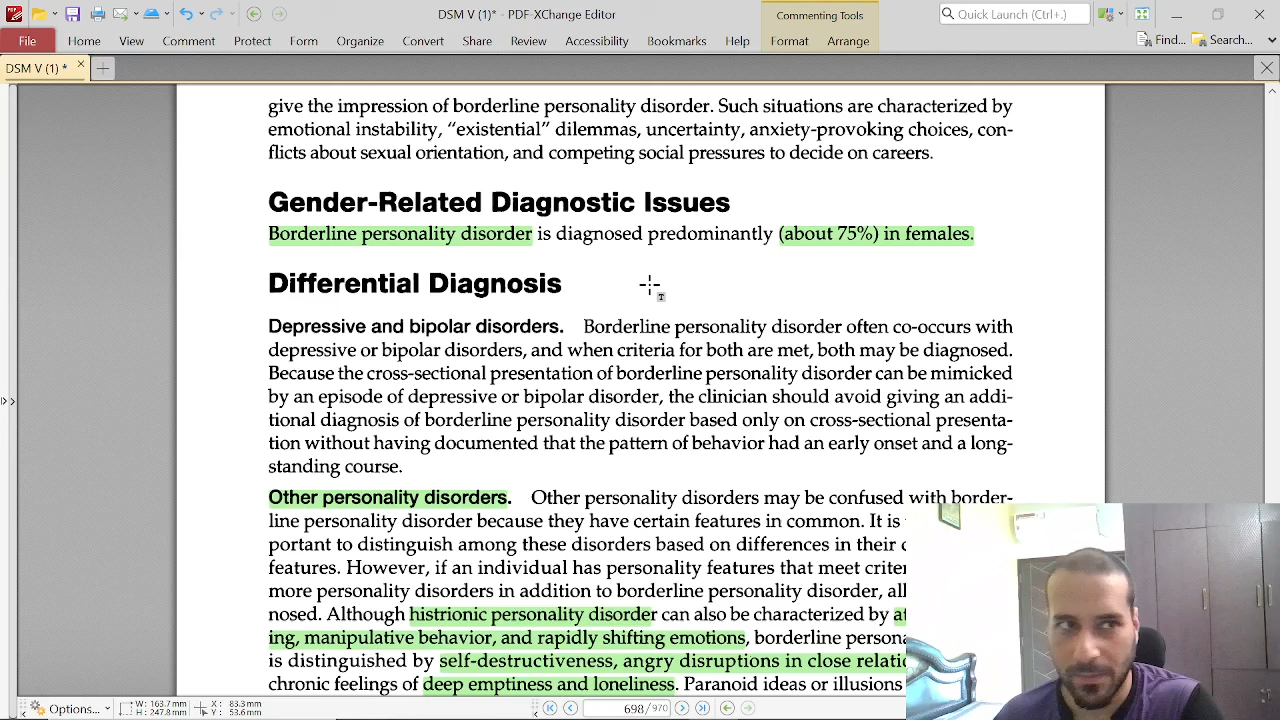 DSM V (1)* - PDF-XChange Editor
Commenting Tools
Quick Launch (Ctrl+.)
File Home View Comment Protect Form Organize Convert Share Review Accessibility Bookmarks Help Format Arrange
Find... Search...
DSM V (1) *
give the impression of borderline personality disorder. Such situations are characterized by
emotional instability, “existential” dilemmas, uncertainty, anxiety-provoking choices, con-
flicts about sexual orientation, and competing social pressures to decide on careers.
Gender-Related Diagnostic Issues
Borderline personality disorder is diagnosed predominantly (about 75%) in females.
Differential Diagnosis
Depressive and bipolar disorders. Borderline personality disorder often co-occurs with
depressive or bipolar disorders, and when criteria for both are met, both may be diagnosed.
Because the cross-sectional presentation of borderline personality disorder can be mimicked
by an episode of depressive or bipolar disorder, the clinician should avoid giving an addi-
tional diagnosis of borderline personality disorder based only on cross-sectional presenta-
tion without having documented that the pattern of behavior had an early onset and a long-
standing course.
Other personality disorders. Other personality disorders may be confused with border-
line personality disorder because they have certain features in common. It is
portant to distinguish among these disorders based on differences in their
features. However, if an individual has personality features that meet
more personality disorders in addition to borderline personality disorder,
nosed. Although histrionic personality disorder can also be characterized by
ing, manipulative behavior, and rapidly shifting emotions, borderline
is distinguished by self-destructiveness, angry disruptions in close
chronic feelings of deep emptiness and loneliness. Paranoid ideas or illusions
Options... W: 163.7 mm X: 83.3 mm
H: 247.8 mm Y: 53.6 mm
698/970